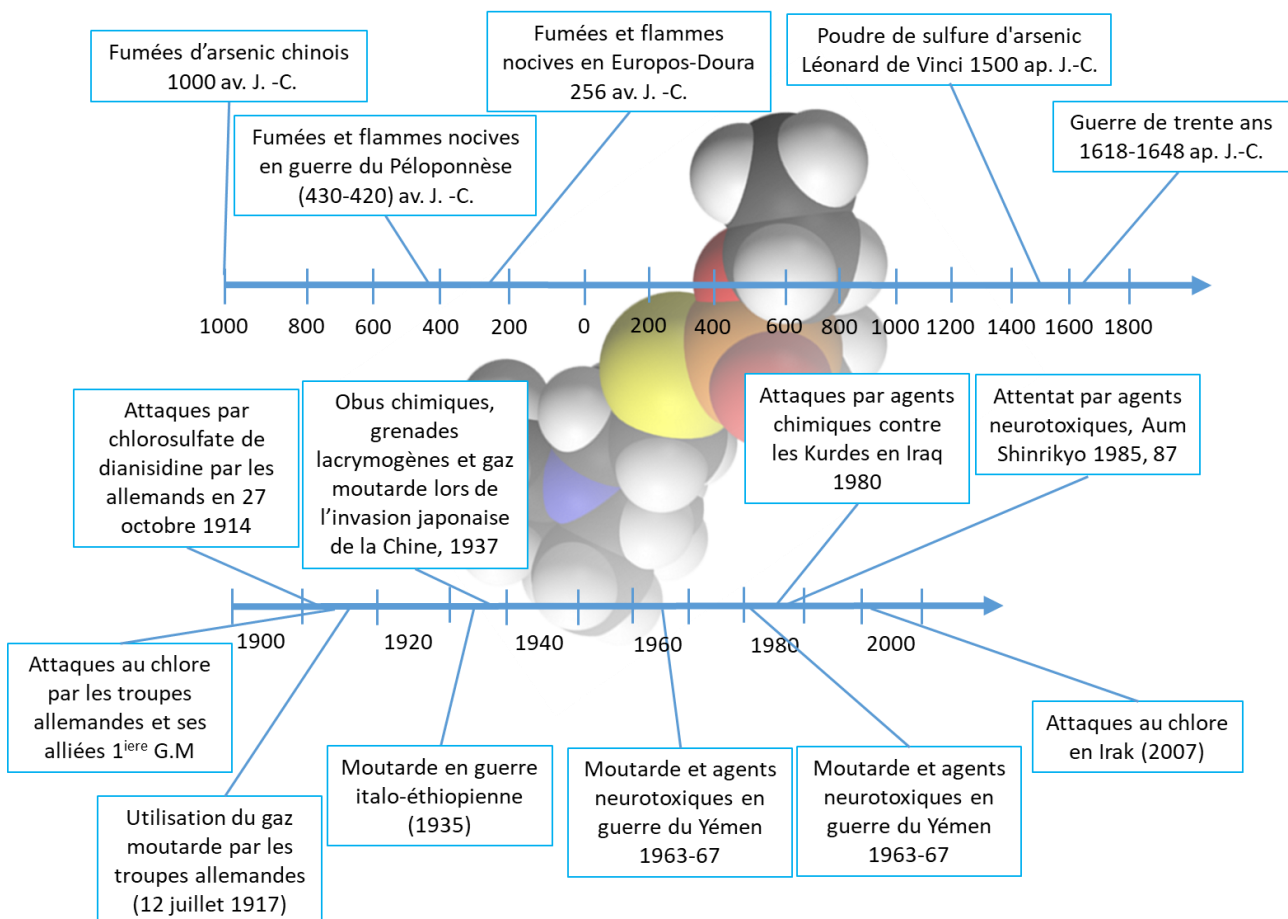 Fumées d’arsenic chinois
1000 av. J. -C.
Fumées et flammes nocives
en guerre du Péloponnèse
(430-420) av. J. -C.
Fumées et flammes
nocives en Europos-Doura
256 av. J. -C.
Poudre de sulfure d'arsenic
Léonard de Vinci 1500 ap. J.-C.
Guerre de trente ans
1618-1648 ap. J.-C.
1000 800 600 400 200 0 200 400 600 800 1000 1200 1400 1600 1800
Attaques par
chlorosulfate de
dianisidine par les
allemands en 27
octobre 1914
Obus chimiques,
grenades
lacrymogènes et gaz
moutarde lors de
l’invasion japonaise
de la Chine, 1937
Attaques par agents
chimiques contre
les Kurdes en Iraq
1980
Attentat par agents
neurotoxiques, Aum
Shinrikyo 1985, 87
1900 1920 1940 1960 1980 2000
Attaques au chlore
par les troupes
allemandes et ses
alliées 1iere G.M
Utilisation du gaz
moutarde par les
troupes allemandes
(12 juillet 1917)
Moutarde en guerre
italo-éthiopienne
(1935)
Moutarde et agents
neurotoxiques en
guerre du Yémen
1963-67
Moutarde et agents
neurotoxiques en
guerre du Yémen
1963-67
Attaques au chlore
en Irak (2007)